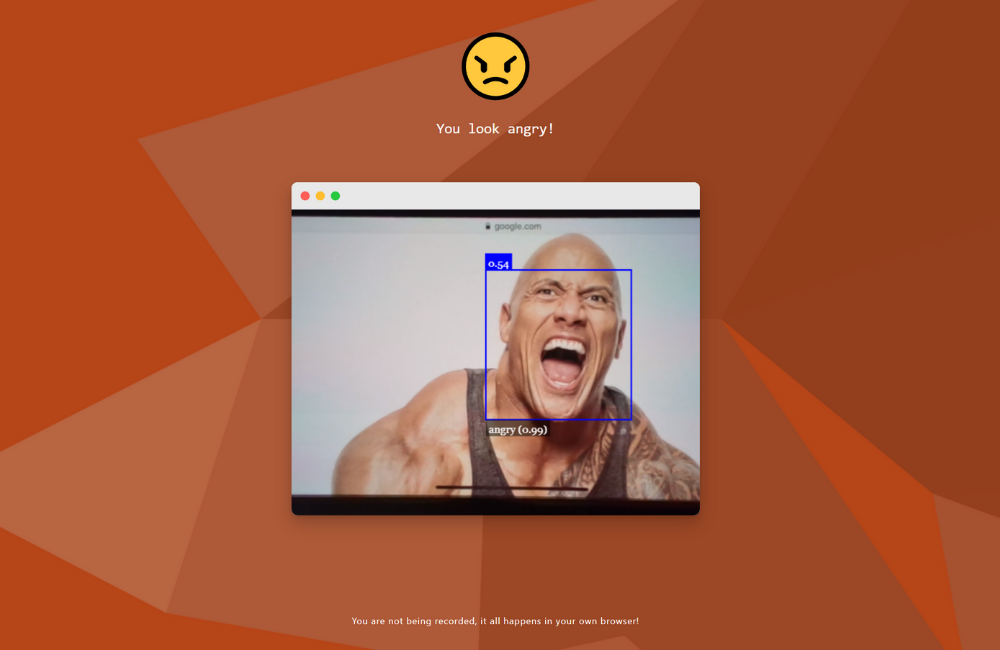 You look angry!
google.com
0.54
angry (0.99)
You are not being recorded, it all happens in your own browser!